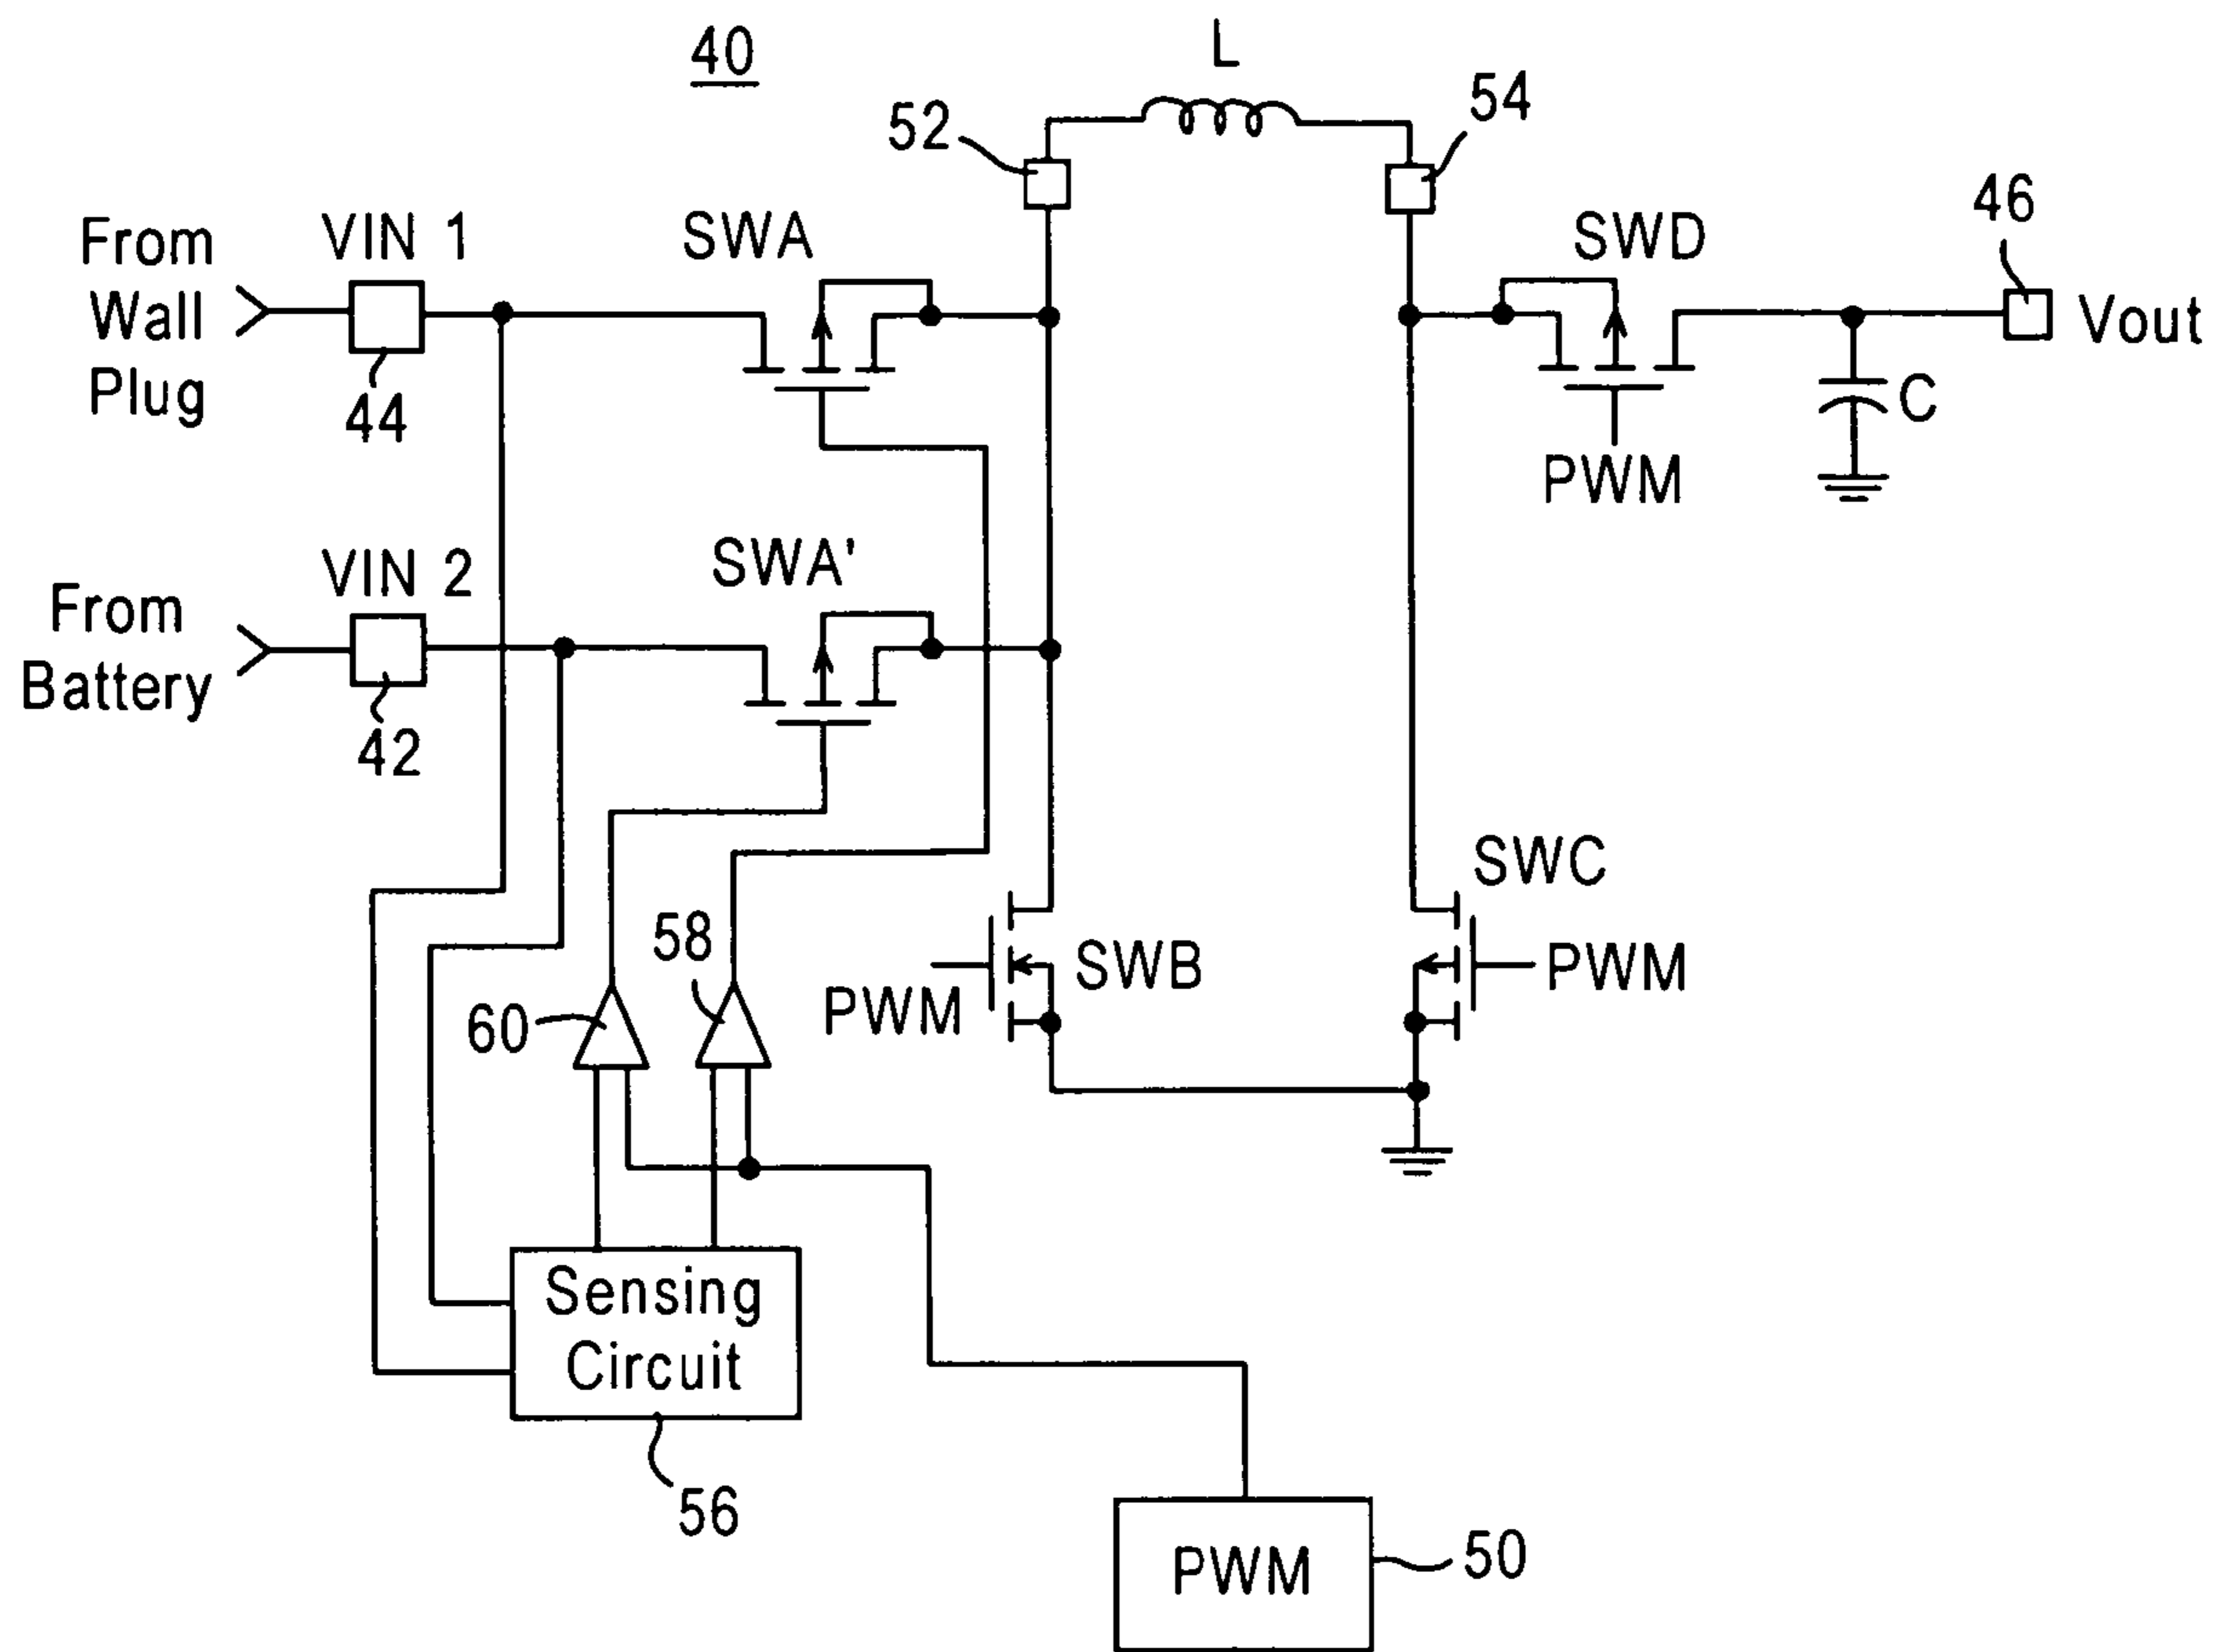 40
L
52
54
46
From
Wall
Plug
VIN 1
SWA
SWD
Vout
44
C
PWM
VIN 2
SWA'
From
Battery
42
SWC
58
SWB
PWM
PWM
60
Sensing
Circuit
56
PWM
50